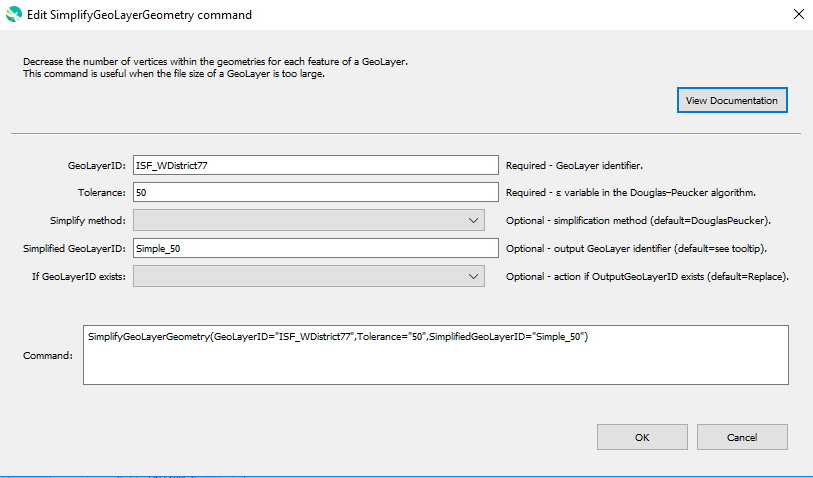 Edit SimplifyGeoLayerGeometry command
Decrease the number of vertices within the geometries for each feature of a GeoLayer.
This command is useful when the file size of a GeoLayer is too large.
View Documentation
GeoLayerID: ISF_WDistrict77 Required - GeoLayer identifier.
Tolerance: 50 Required - ε variable in the Douglas–Peucker algorithm.
Simplify method: Optional - simplification method (default=DouglasPeucker).
Simplified GeoLayerID: Simple_50 Optional - output GeoLayer identifier (default=see tooltip).
If GeoLayerID exists: Optional - action if OutputGeoLayerID exists (default=Replace).
Command: SimplifyGeoLayerGeometry(GeoLayerID="ISF_WDistrict77",Tolerance="50",SimplifiedGeoLayerID="Simple_50")
OK Cancel